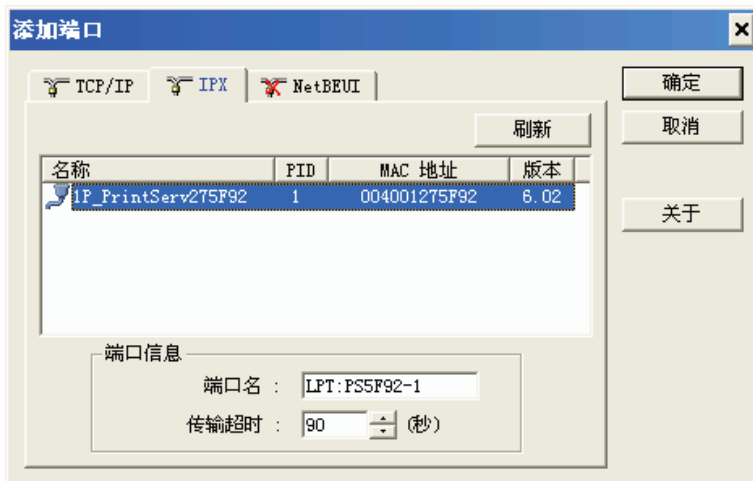 添加端口
TCP/IP IPX NetBEUI
确定
刷新
取消
名称 PID MAC 地址 版本
1P_PrintServ275F92 1 004001275F92 6.02
关于
端口信息
端口名 : LPT:PS5F92-1
传输超时 : 90 (秒)